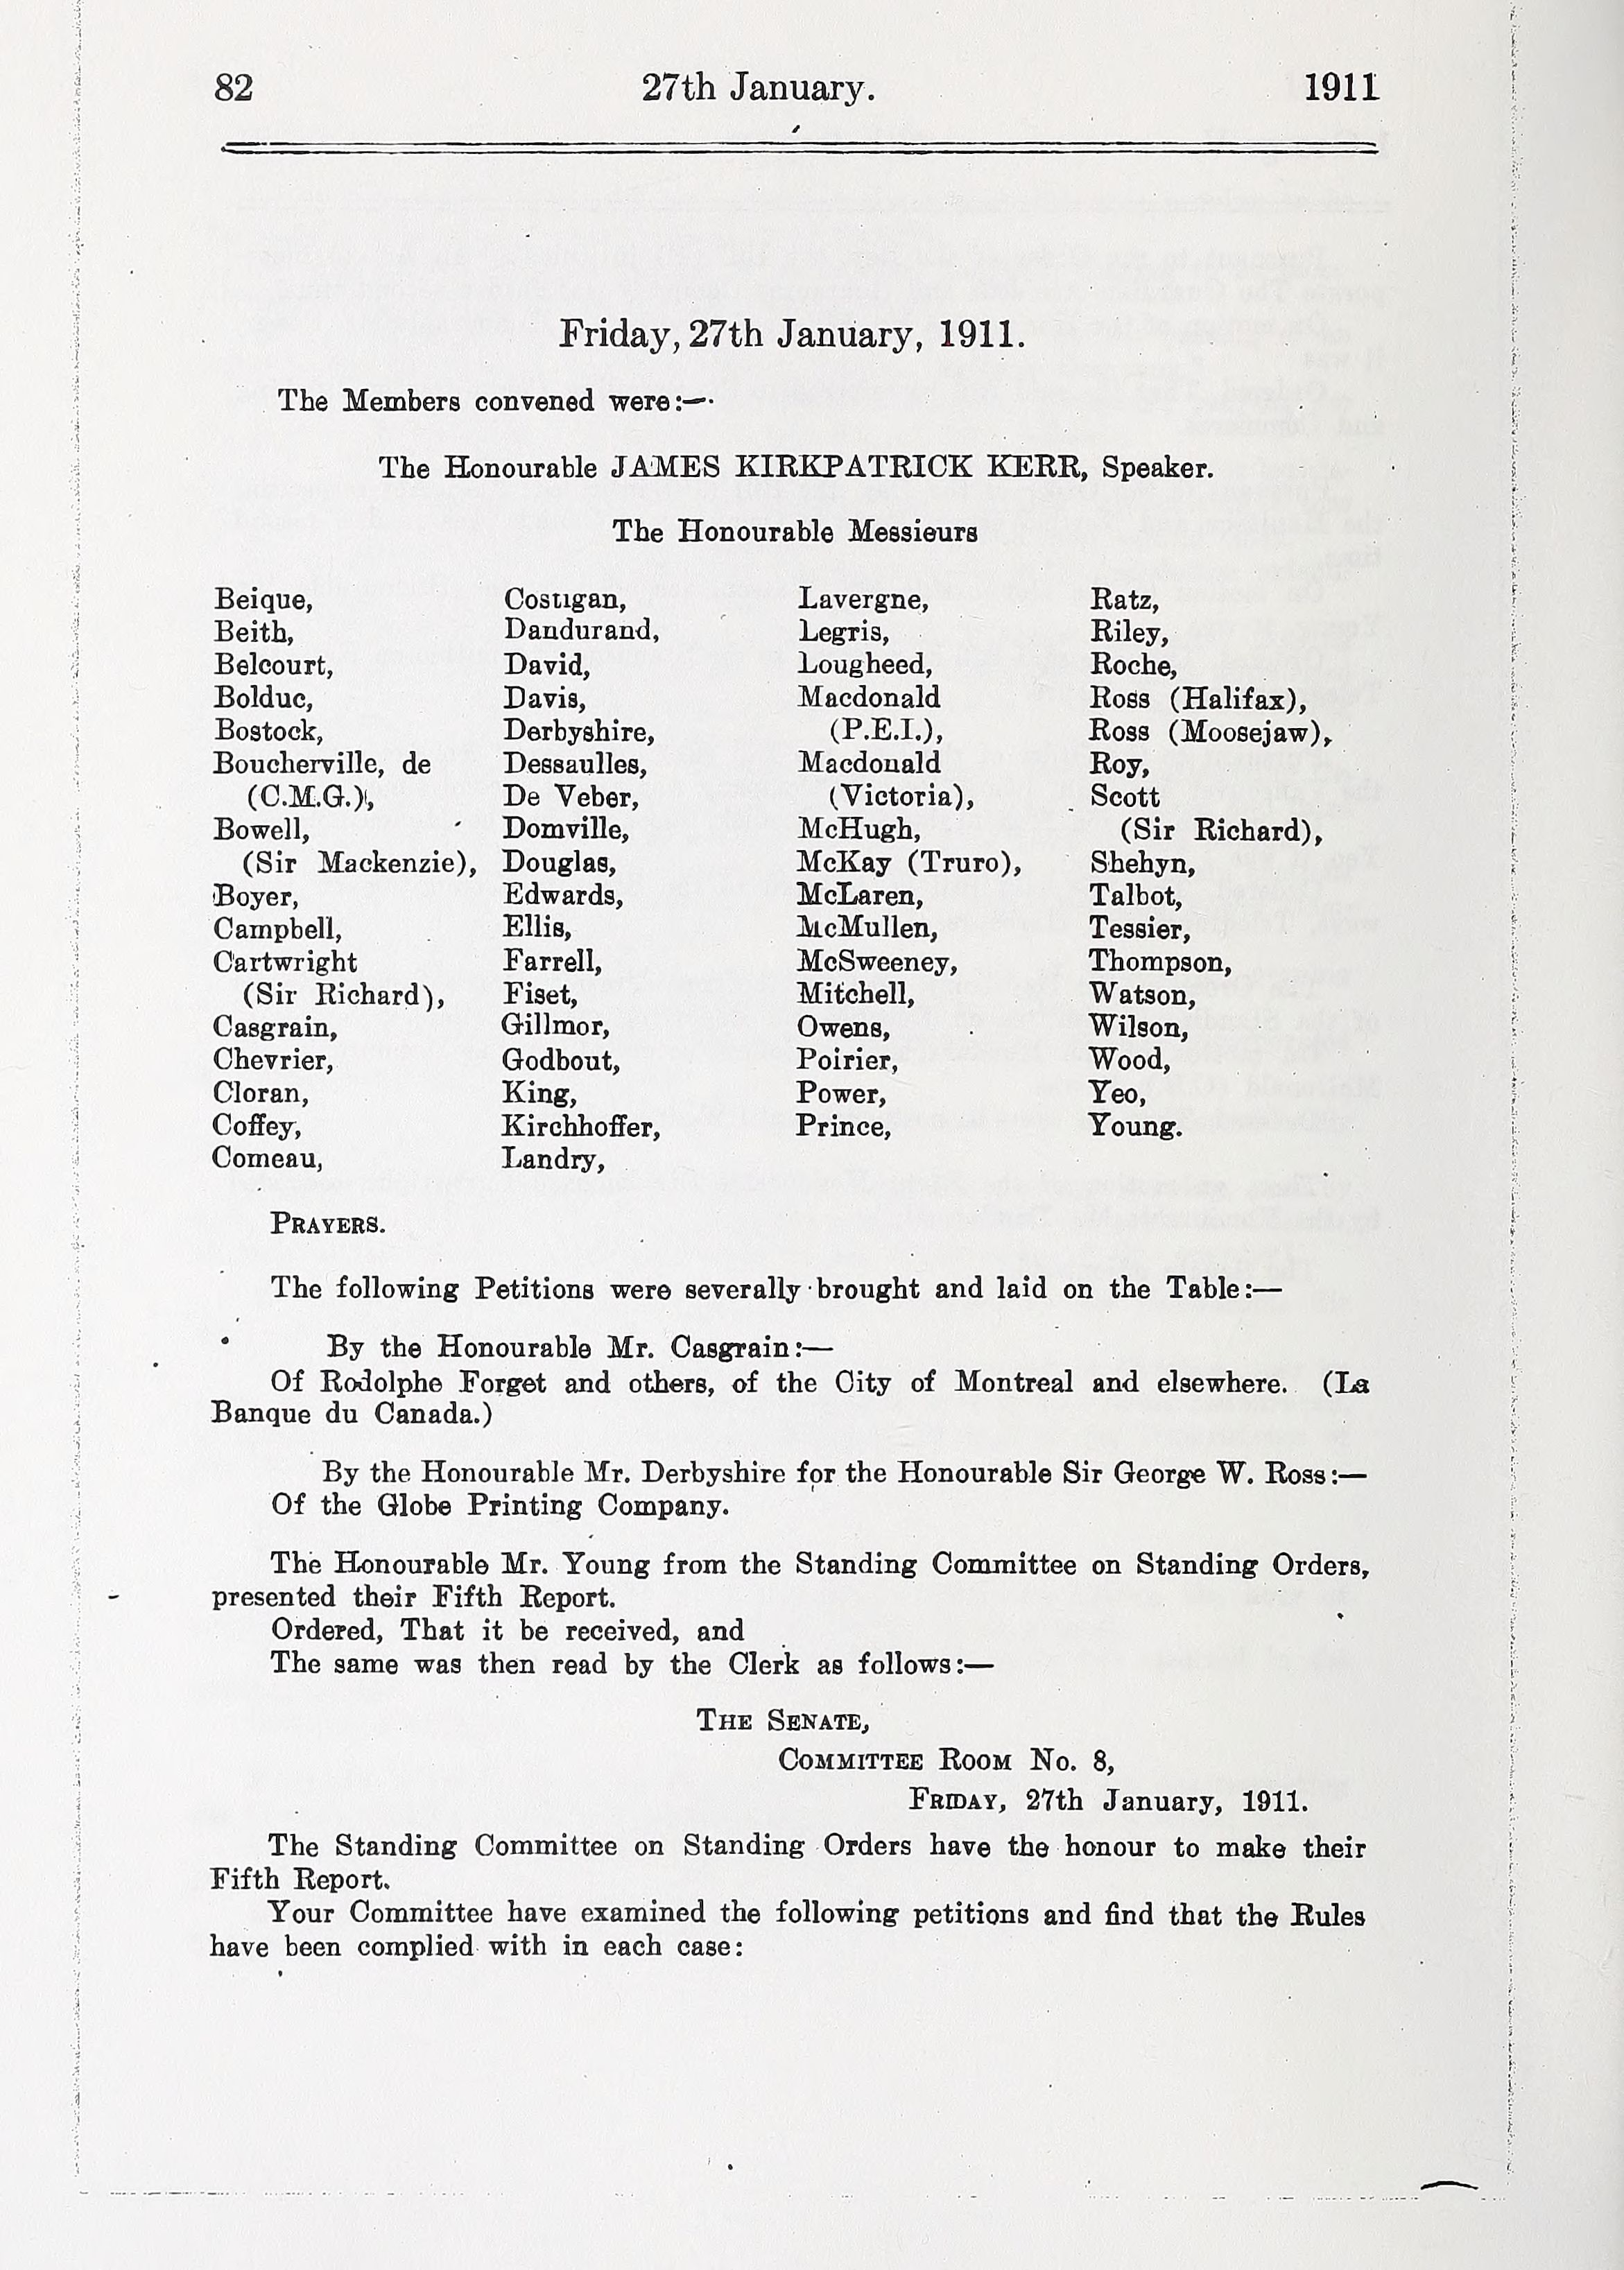 82 27th January. 1911
Friday, 27th January, 1911.
The Members convened were:—
The Honourable JAMES KIRKPATRICK KERR, Speaker.
The Honourable Messieurs
Beique,
Beith,
Belcourt,
Bolduc,
Bostock,
Boucherville, de
(C.M.G.),
Bowell,
(Sir Mackenzie),
Boyer,
Campbell,
Cartwright
(Sir Richard),
Casgrain,
Chevrier,
Cloran,
Coffey,
Comeau,
Costigan,
Dandurand,
David,
Davis,
Derbyshire,
Dessaulles,
De Veber,
Domville,
Douglas,
Edwards,
Ellis,
Farrell,
Fiset,
Gillmor,
Godbout,
King,
Kirchhoffer,
Landry,
Lavergne,
Legris,
Lougheed,
Macdonald
(P.E.I.),
Macdonald
(Victoria),
McHugh,
McKay (Truro),
McLaren,
McMullen,
McSweeney,
Mitchell,
Owens,
Poirier,
Power,
Prince,
Ratz,
Riley,
Roche,
Ross (Halifax),
Ross (Moosejaw),
Roy,
Scott
(Sir Richard),
Shehyn,
Talbot,
Tessier,
Thompson,
Watson,
Wilson,
Wood,
Yeo,
Young.
PRAYERS.
The following Petitions were severally brought and laid on the Table:—
By the Honourable Mr. Casgrain:—
Of Rodolphe Forget and others, of the City of Montreal and elsewhere. (La
Banque du Canada.)
By the Honourable Mr. Derbyshire for the Honourable Sir George W. Ross:—
Of the Globe Printing Company.
The Honourable Mr. Young from the Standing Committee on Standing Orders,
presented their Fifth Report.
Ordered, That it be received, and
The same was then read by the Clerk as follows:—
THE SENATE,
COMMITTEE ROOM No. 8,
FRIDAY, 27th January, 1911.
The Standing Committee on Standing Orders have the honour to make their
Fifth Report.
Your Committee have examined the following petitions and find that the Rules
have been complied with in each case: